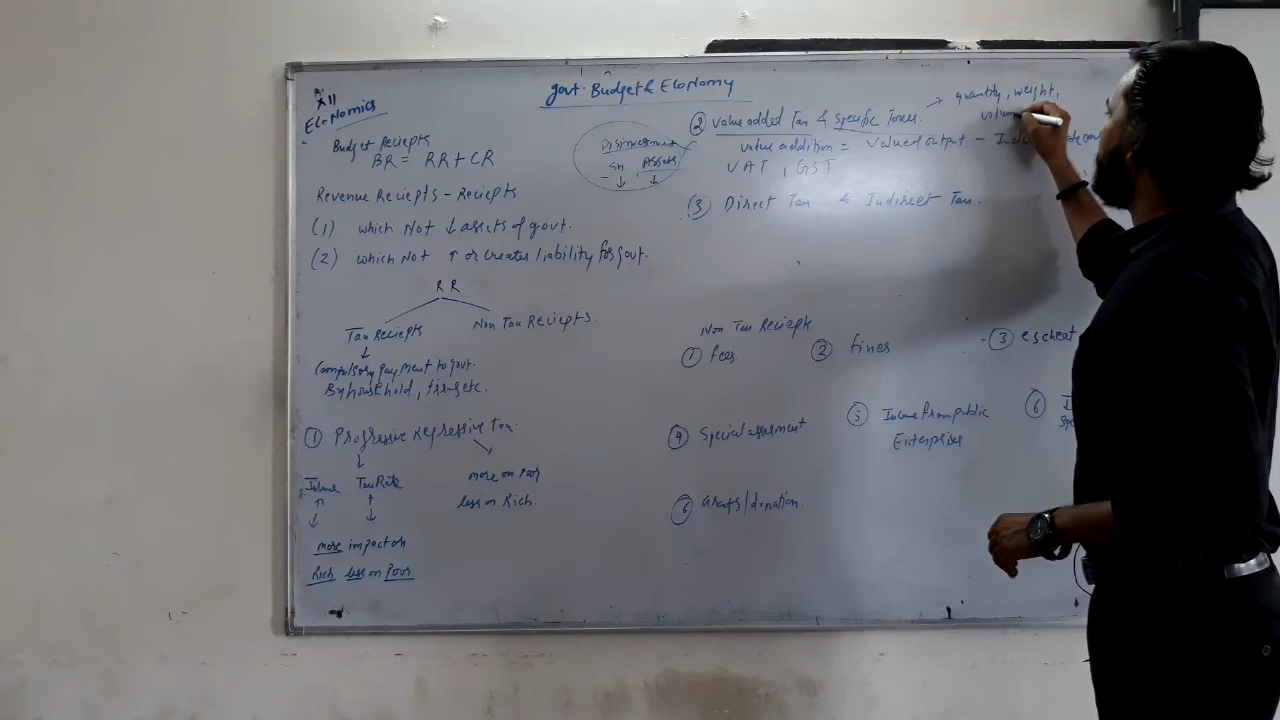 XII
Economics
Govt. Budget & Economy
Budget Reciepts
BR = RR + CR
Revenue Reciepts - Reciepts
(1) which Not ↓ assets of govt.
(2) which Not ↑ or creates liability for govt.
RR
Tax Reciepts
Non Tax Reciepts.
↓
Compulsory payment to govt.
By household, firms etc.
① Progressive Regressive Tax.
Income Tax Rate
more impact on
Rich less on Poor
more on Poor
less on Rich.
Disinvestment
Assets
② Value added Tax & Specific Taxes. → quantity, weight,
volum
value addition = Value of output -
VAT, GST
(3) Direct Tax & Indirect Tax.
Non Tax Reciepts
① fees
② fines
- ③ escheat
④ Special assesment
⑤ Income from public
Enterprises
⑥
⑥ Grants/donation.